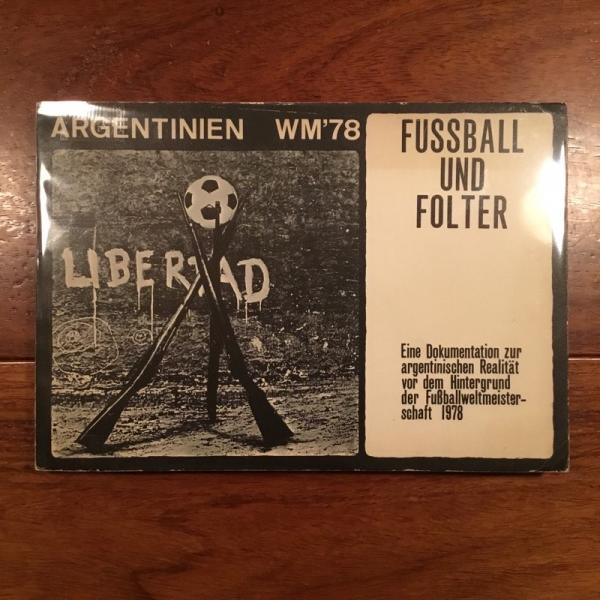 ARGENTINIEN WM'78
LIBERTAD
FUSSBALL
UND
FOLTER
Eine Dokumentation zur
argentinischen Realität
vor dem Hintergrund
der Fußballweltmeister-
schaft 1978